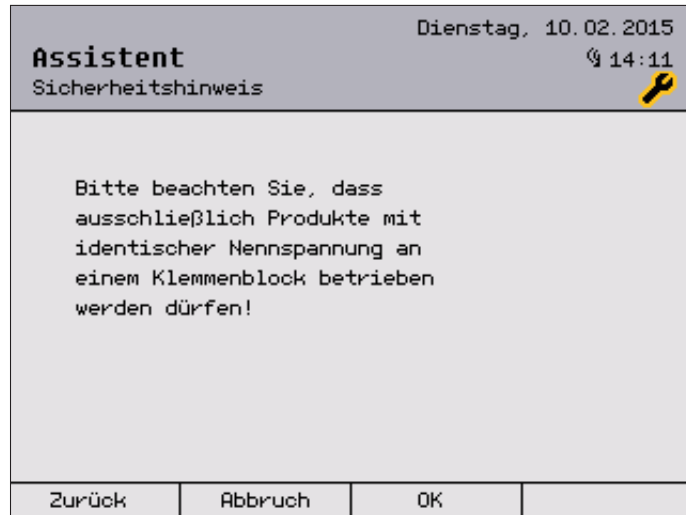 Dienstag, 10.02.2015
Assistent
14:11
Sicherheitshinweis
Bitte beachten Sie, dass
ausschließlich Produkte mit
identischer Nennspannung an
einem Klemmenblock betrieben
werden dürfen!
Zurück Abbruch OK